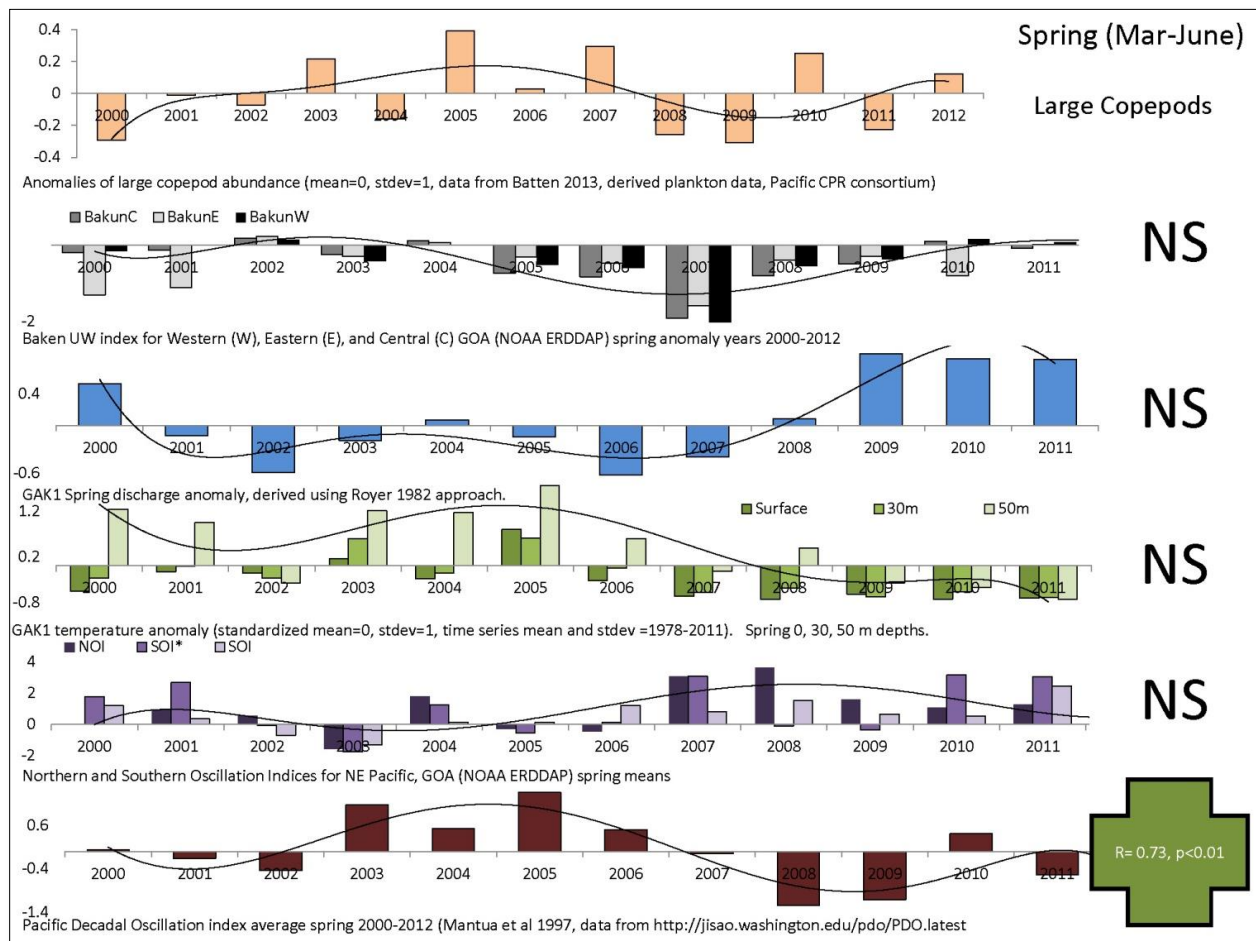 Spring (Mar-June)
Large Copepods
0.4
0.2
0
-0.2
-0.4
2000 2001 2002 2003 2004 2005 2006 2007 2008 2009 2010 2011 2012
Anomalies of large copepod abundance (mean=0, stdev=1, data from Batten 2013, derived plankton data, Pacific CPR consortium)
BakunC BakunE BakunW
NS
2000 2001 2002 2003 2004 2005 2006 2007 2008 2009 2010 2011
-2
Baken UW index for Western (W), Eastern (E), and Central (C) GOA (NOAA ERDDAP) spring anomaly years 2000-2012
0.4
NS
2000 2001 2002 2003 2004 2005 2006 2007 2008 2009 2010 2011
-0.6
GAK1 Spring discharge anomaly, derived using Royer 1982 approach.
1.2
Surface 30m 50m
0.2
NS
2000 2001 2002 2003 2004 2005 2006 2007 2008 2009 2010 2011
-0.8
GAK1 temperature anomaly (standardized mean=0, stdev=1, time series mean and stdev =1978-2011). Spring 0, 30, 50 m depths.
NOI SOI* SOI
4
2
0
-2
NS
2000 2001 2002 2003 2004 2005 2006 2007 2008 2009 2010 2011
Northern and Southern Oscillation Indices for NE Pacific, GOA (NOAA ERDDAP) spring means
0.6
-0.4
-1.4
2000 2001 2002 2003 2004 2005 2006 2007 2008 2009 2010 2011
R= 0.73, p<0.01
Pacific Decadal Oscillation index average spring 2000-2012 (Mantua et al 1997, data from http://jisao.washington.edu/pdo/PDO.latest